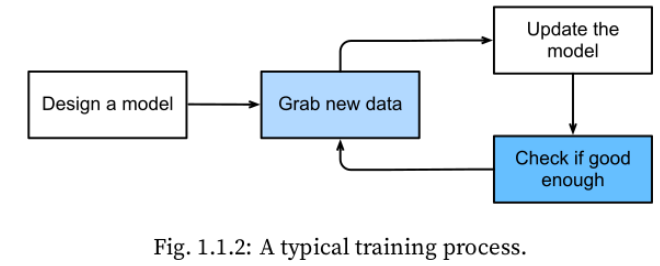 Design a model
Grab new data
Update the
model
Check if good
enough
Fig. 1.1.2: A typical training process.